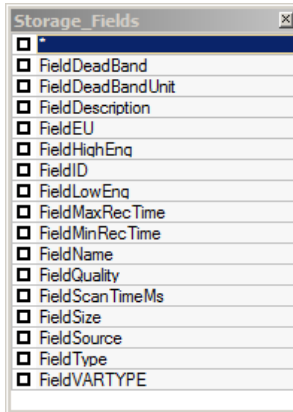 Storage_Fields
*
FieldDeadBand
FieldDeadBandUnit
FieldDescription
FieldEU
FieldHighEng
FieldID
FieldLowEng
FieldMaxRecTime
FieldMinRecTime
FieldName
FieldQuality
FieldScanTimeMs
FieldSize
FieldSource
FieldType
FieldVARTYPE